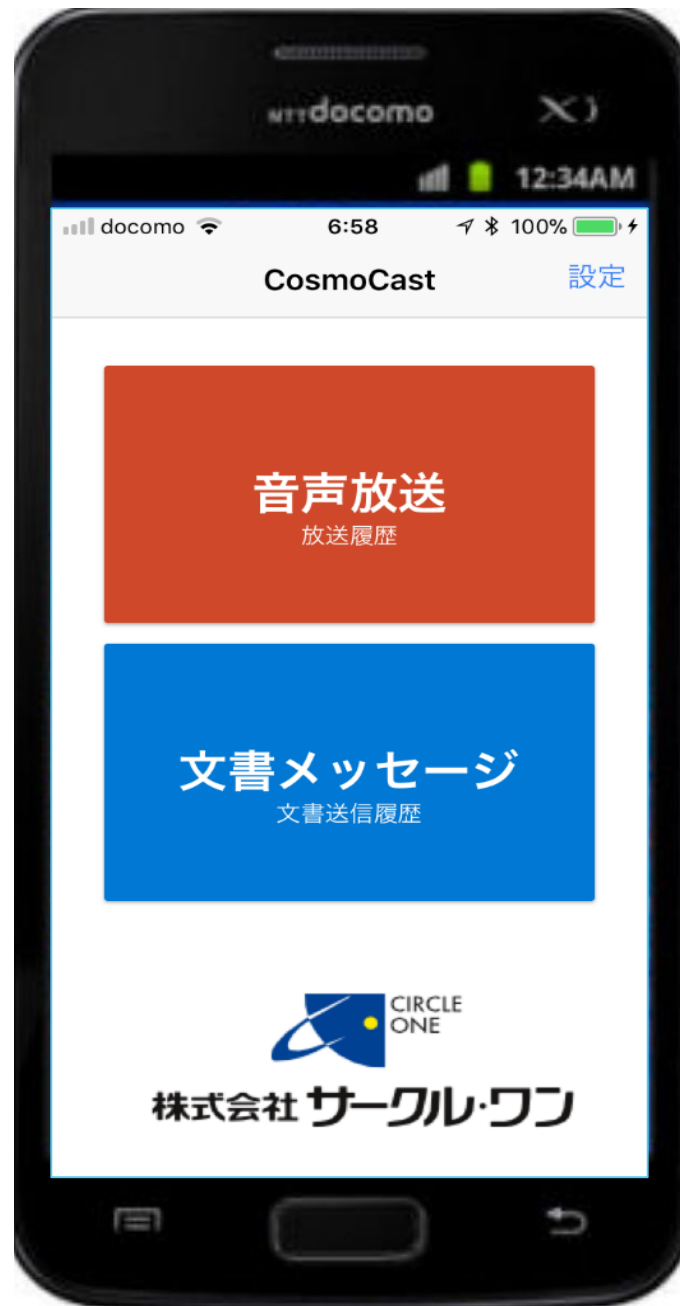 NTTdocomo Xi
12:34AM
docomo 6:58 100%
CosmoCast 設定
音声放送
放送履歴
文書メッセージ
文書送信履歴
CIRCLE
ONE
株式会社 サークル・ワン